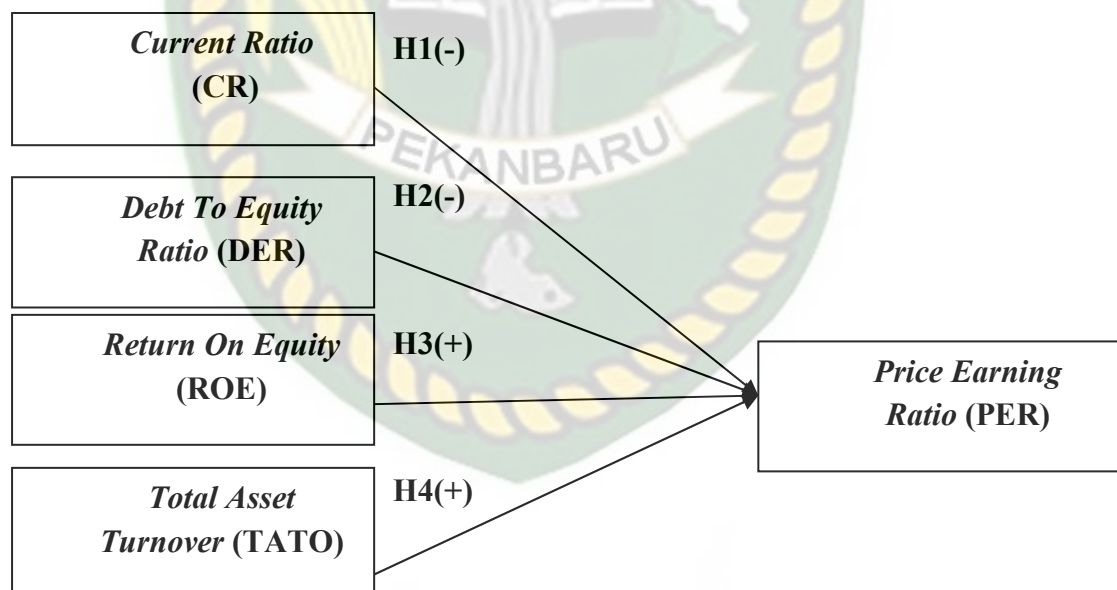 Current Ratio
(CR)
H1(-)
PEKANBARU
Debt To Equity
Ratio (DER)
H2(-)
Return On Equity
(ROE)
H3(+)
Price Earning
Ratio (PER)
Total Asset
Turnover (TATO)
H4(+)